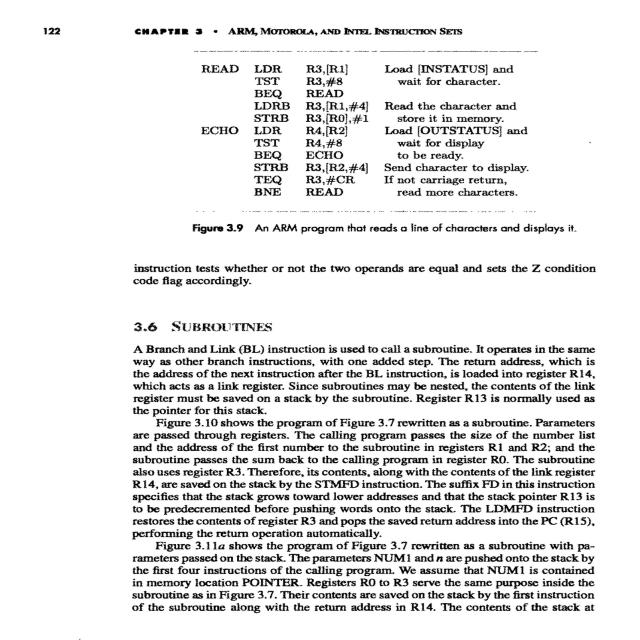 122 CHAPTER 3 • ARM, MOTOROLA, AND INTEL INSTRUCTION SETS
READ LDR R3,[R1] Load [INSTATUS] and
TST R3,#8 wait for character.
BEQ READ
LDRB R3,[R1,#4] Read the character and
STRB R3,[R0],#1 store it in memory.
ECHO LDR R4,[R2] Load [OUTSTATUS] and
TST R4,#8 wait for display
BEQ ECHO to be ready.
STRB R3,[R2,#4] Send character to display.
TEQ R3,#CR If not carriage return,
BNE READ read more characters.
Figure 3.9 An ARM program that reads a line of characters and displays it.
instruction tests whether or not the two operands are equal and sets the Z condition
code flag accordingly.
3.6 SUBROUTINES
A Branch and Link (BL) instruction is used to call a subroutine. It operates in the same
way as other branch instructions, with one added step. The return address, which is
the address of the next instruction after the BL instruction, is loaded into register R14,
which acts as a link register. Since subroutines may be nested, the contents of the link
register must be saved on a stack by the subroutine. Register R13 is normally used as
the pointer for this stack.
Figure 3.10 shows the program of Figure 3.7 rewritten as a subroutine. Parameters
are passed through registers. The calling program passes the size of the number list
and the address of the first number to the subroutine in registers R1 and R2; and the
subroutine passes the sum back to the calling program in register R0. The subroutine
also uses register R3. Therefore, its contents, along with the contents of the link register
R14, are saved on the stack by the STMFD instruction. The suffix FD in this instruction
specifies that the stack grows toward lower addresses and that the stack pointer R13 is
to be predecremented before pushing words onto the stack. The LDMFD instruction
restores the contents of register R3 and pops the saved return address into the PC (R15),
performing the return operation automatically.
Figure 3.11a shows the program of Figure 3.7 rewritten as a subroutine with pa-
rameters passed on the stack. The parameters NUM1 and n are pushed onto the stack by
the first four instructions of the calling program. We assume that NUM1 is contained
in memory location POINTER. Registers R0 to R3 serve the same purpose inside the
subroutine as in Figure 3.7. Their contents are saved on the stack by the first instruction
of the subroutine along with the return address in R14. The contents of the stack at